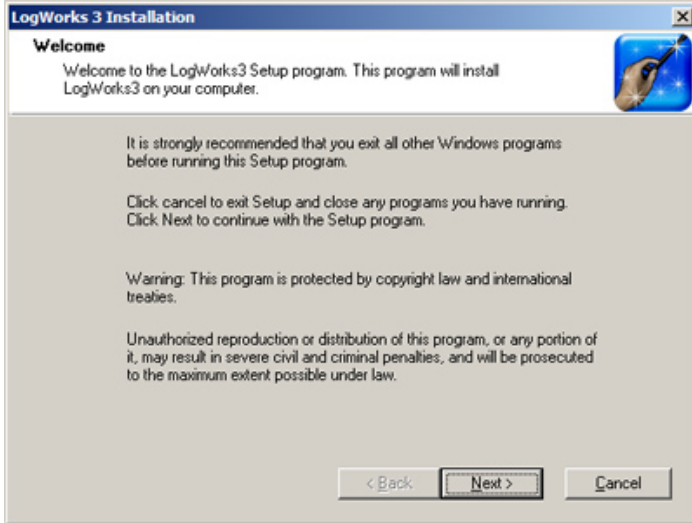 LogWorks 3 Installation
Welcome
Welcome to the LogWorks3 Setup program. This program will install
LogWorks3 on your computer.
It is strongly recommended that you exit all other Windows programs
before running this Setup program.
Click cancel to exit Setup and close any programs you have running.
Click Next to continue with the Setup program.
Warning: This program is protected by copyright law and international
treaties.
Unauthorized reproduction or distribution of this program, or any portion of
it, may result in severe civil and criminal penalties, and will be prosecuted
to the maximum extent possible under law.
< Back Next > Cancel